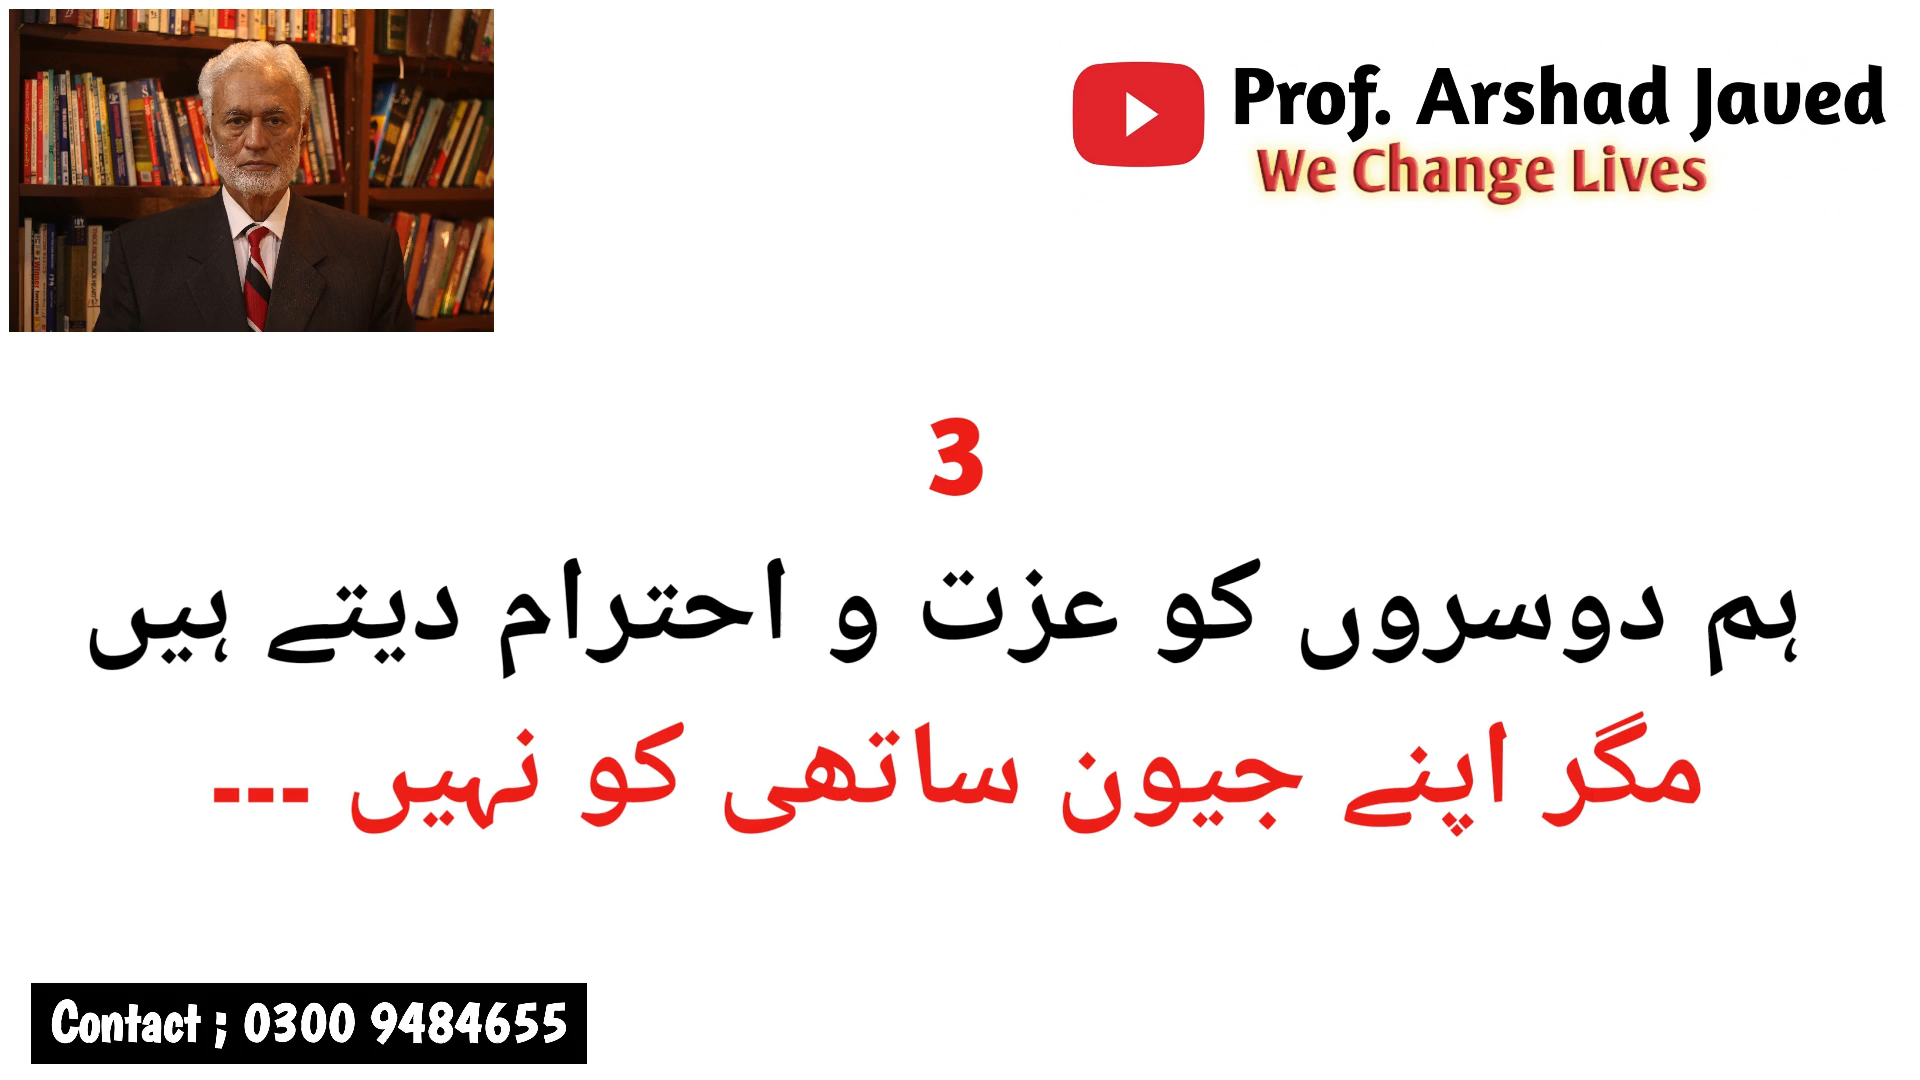 Prof. Arshad Javed
We Change Lives
3
ہم دوسروں کو عزت و احترام دیتے ہیں
مگر اپنے جیون ساتھی کو نہیں ---
Contact ; 0300 9484655